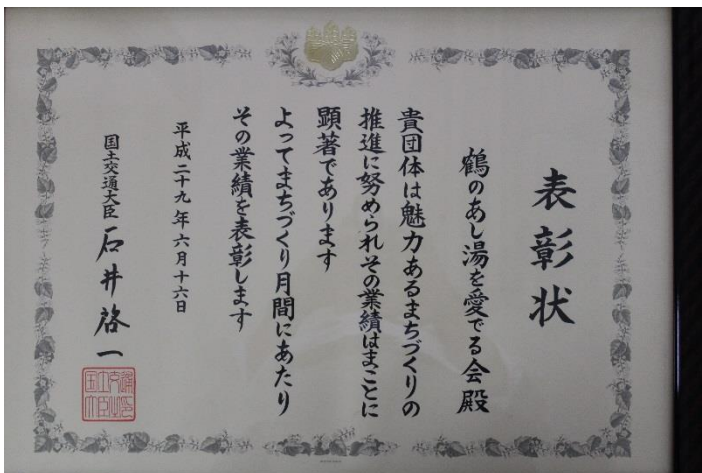 表彰状
鶴のあし湯を愛でる会殿
貴団体は魅力あるまちづくりの
推進に努められその業績はまことに
顕著であります
よってまちづくり月間にあたり
その業績を表彰します
平成二十九年六月十六日
国土交通大臣 石井啓一